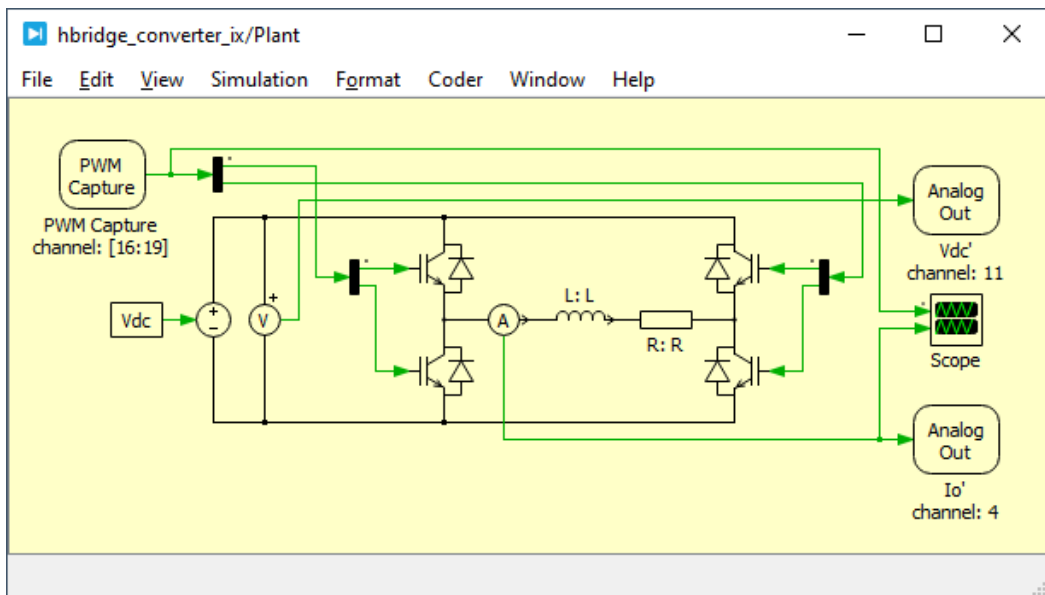 hbridge_converter_ix/Plant
File Edit View Simulation Format Coder Window Help
PWM
Capture
PWM Capture
channel: [16:19]
Analog
Out
Vdc'
channel: 11
Vdc
+
−
V
+
A
L: L
R: R
Scope
Analog
Out
Io'
channel: 4